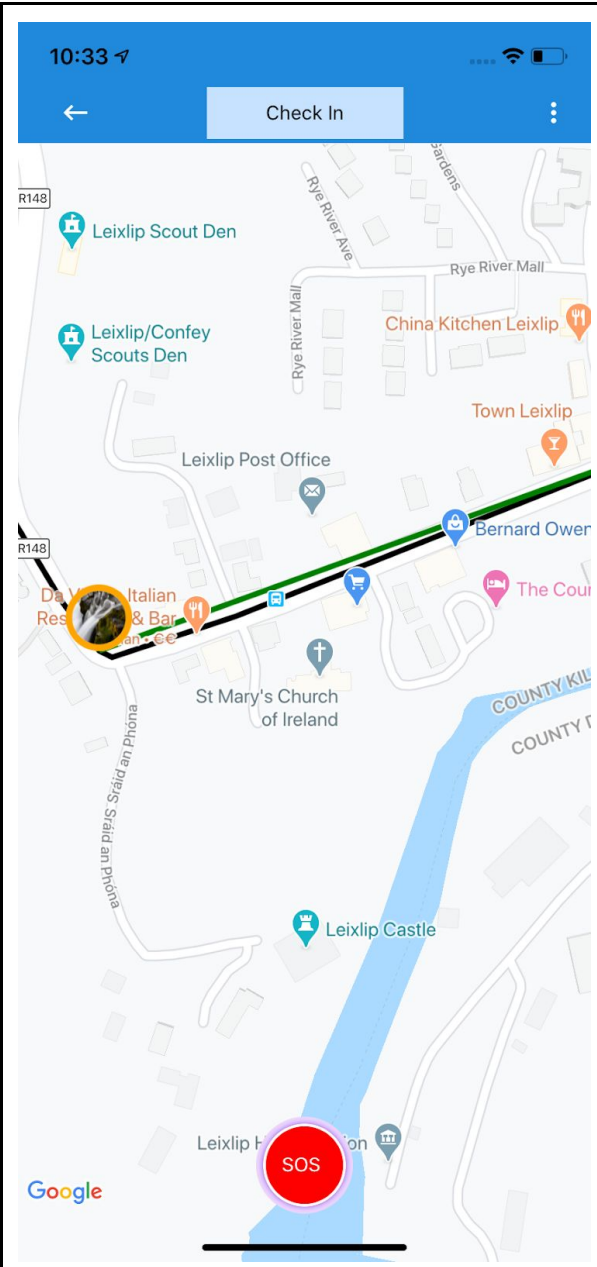 10:33
Check In
Gardens
R148
Rye River Ave
Leixlip Scout Den
Rye River Mall
Rye River Mall
China Kitchen Leixlip
Leixlip/Confey
Scouts Den
Town Leixlip
Leixlip Post Office
Bernard Owen
R148
Da
Italian
& Bar
The Cour
€€
St Mary's Church
of Ireland
COUNTY KIL
COUNTY
Sráid an Phóna
Sráid an Phóna
Leixlip Castle
Leixlip
SOS
Google